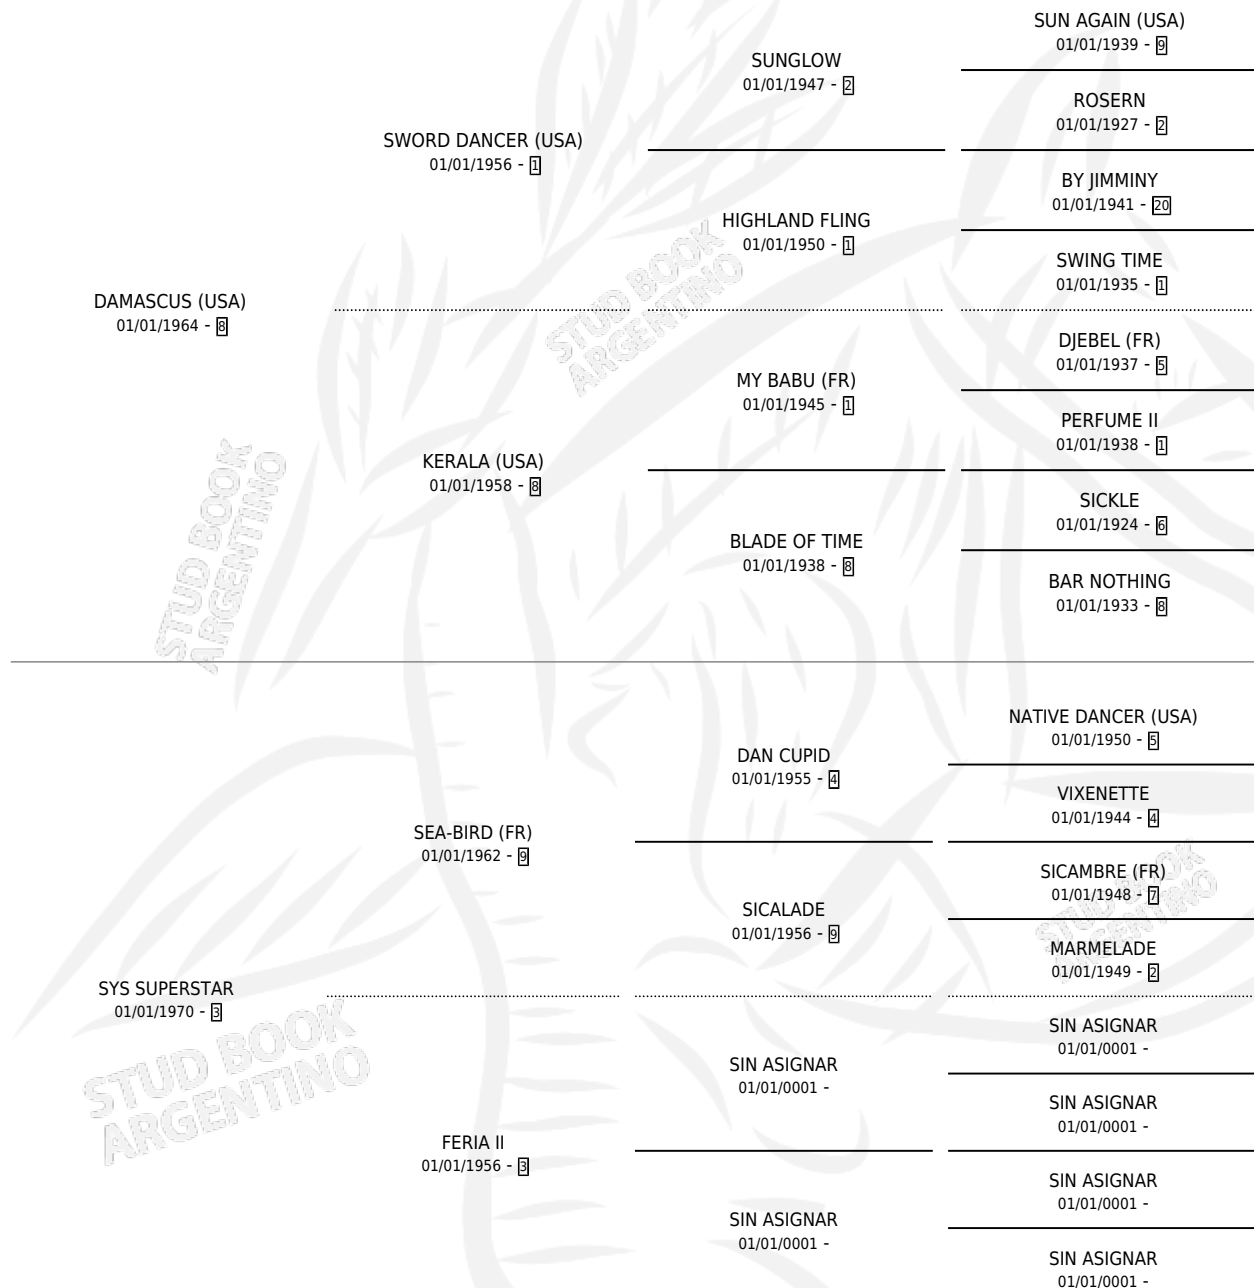 SUN AGAIN (USA)
01/01/1939 - 9
SUNGLOW
01/01/1947 - 2
ROSERN
01/01/1927 - 2
SWORD DANCER (USA)
01/01/1956 - 1
BY JIMMINY
01/01/1941 - 20
HIGHLAND FLING
01/01/1950 - 1
SWING TIME
01/01/1935 - 1
DAMASCUS (USA)
01/01/1964 - 8
DJEBEL (FR)
01/01/1937 - 5
MY BABU (FR)
01/01/1945 - 1
PERFUME II
01/01/1938 - 1
KERALA (USA)
01/01/1958 - 8
SICKLE
01/01/1924 - 6
BLADE OF TIME
01/01/1938 - 8
BAR NOTHING
01/01/1933 - 8
NATIVE DANCER (USA)
01/01/1950 - 5
DAN CUPID
01/01/1955 - 4
VIXENETTE
01/01/1944 - 4
SEA-BIRD (FR)
01/01/1962 - 9
SICAMBRE (FR)
01/01/1948 - 7
SICALADE
01/01/1956 - 9
MARMELADE
01/01/1949 - 2
SYS SUPERSTAR
01/01/1970 - 3
SIN ASIGNAR
01/01/0001 -
SIN ASIGNAR
01/01/0001 -
SIN ASIGNAR
01/01/0001 -
FERIA II
01/01/1956 - 3
SIN ASIGNAR
01/01/0001 -
SIN ASIGNAR
01/01/0001 -
SIN ASIGNAR
01/01/0001 -
STUD BOOK
ARGENTINO
STUD BOOK
ARGENTINO
STUD BOOK
ARGENTINO
STUD BOOK
ARGENTINO